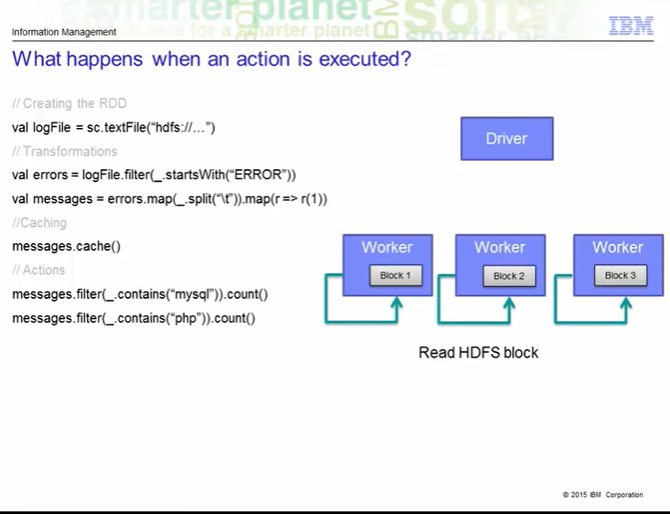 smarter planet
Information Management
IBM
What happens when an action is executed?
// Creating the RDD
val logFile = sc.textFile(“hdfs://…”)
// Transformations
val errors = logFile.filter(_.startsWith(“ERROR”))
val messages = errors.map(_.split(“\t”)).map(r => r(1))
//Caching
messages.cache()
// Actions
messages.filter(_.contains(“mysql”)).count()
messages.filter(_.contains(“php”)).count()
Driver
Worker
Block 1
Worker
Block 2
Worker
Block 3
Read HDFS block
© 2015 IBM Corporation